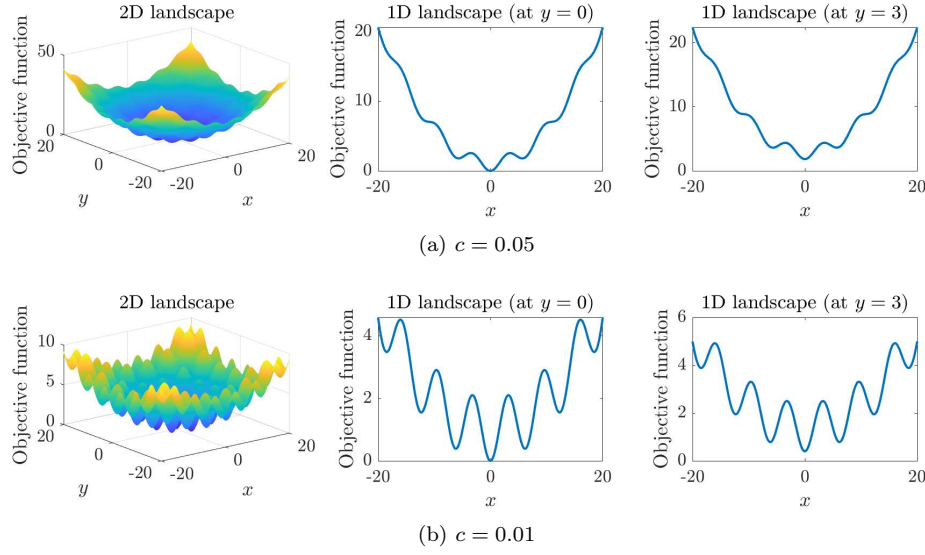 2D landscape
Objective function
50
0
20
0
-20
y
-20
0
20
x
1D landscape (at y = 0)
Objective function
20
10
0
-20
0
20
x
1D landscape (at y = 3)
Objective function
20
10
0
-20
0
20
x
(a) c = 0.05
2D landscape
Objective function
10
5
0
20
0
-20
y
-20
0
20
x
1D landscape (at y = 0)
Objective function
4
2
0
-20
0
20
x
1D landscape (at y = 3)
Objective function
6
4
2
0
-20
0
20
x
(b) c = 0.01